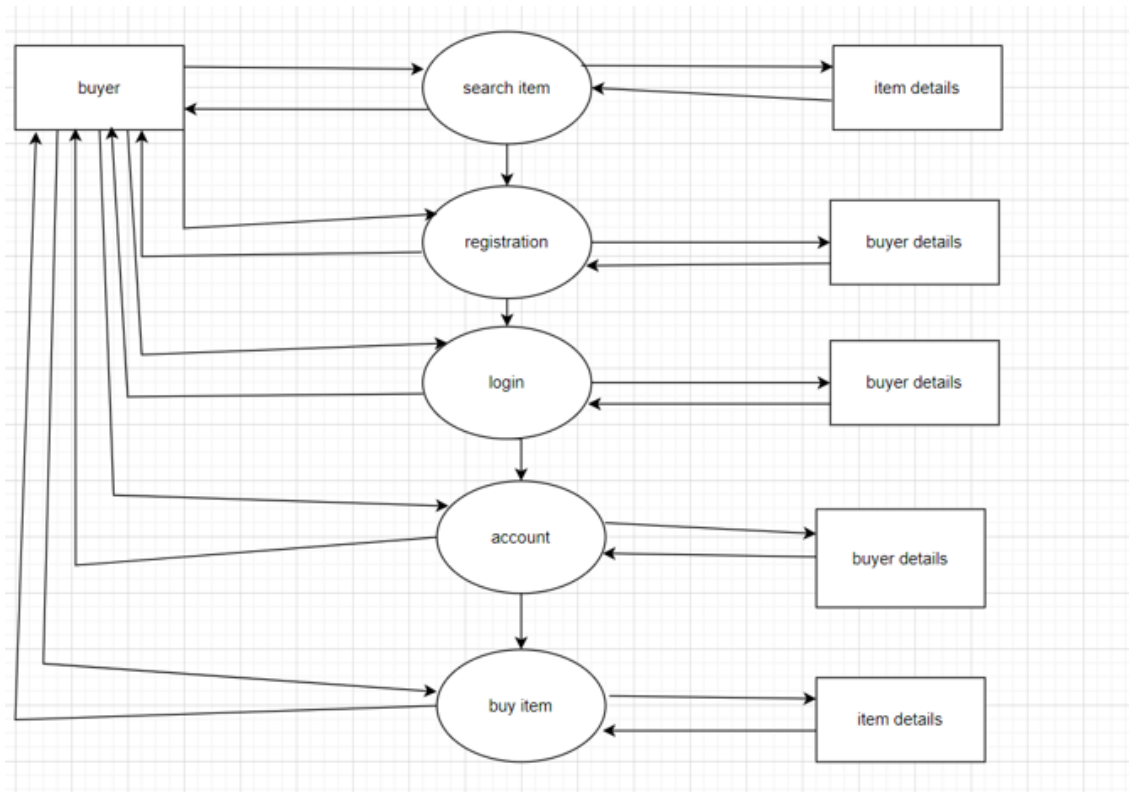 buyer
search item
item details
registration
buyer details
login
buyer details
account
buyer details
buy item
item details